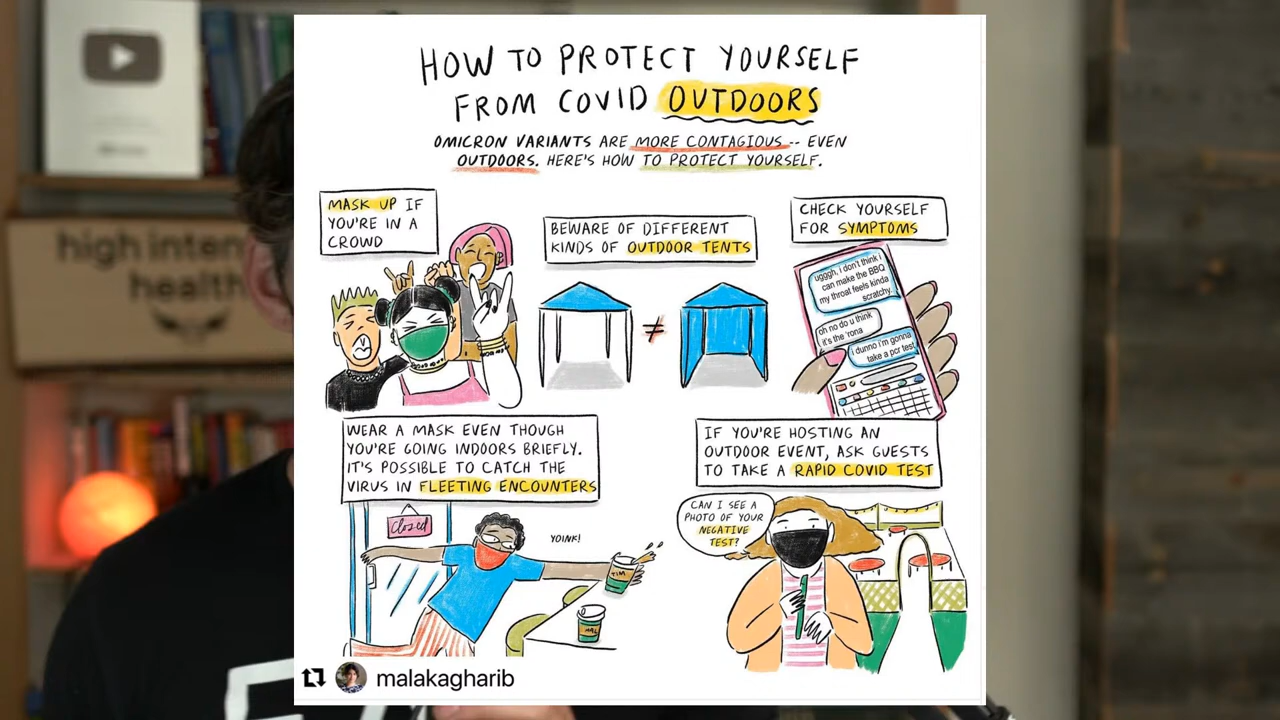 HOW TO PROTECT YOURSELF
FROM COVID OUTDOORS
OMICRON VARIANTS ARE MORE CONTAGIOUS -- EVEN
OUTDOORS. HERE'S HOW TO PROTECT YOURSELF.
MASK UP IF
YOU'RE IN A
CROWD
BEWARE OF DIFFERENT
KINDS OF OUTDOOR TENTS
≠
CHECK YOURSELF
FOR SYMPTOMS
ugggh, i don't think i
can make the BBQ
my throat feels kinda
scratchy.
oh no do u think
it's the 'rona
i dunno i'm gonna
take a pcr test
WEAR A MASK EVEN THOUGH
YOU'RE GOING INDOORS BRIEFLY.
IT'S POSSIBLE TO CATCH THE
VIRUS IN FLEETING ENCOUNTERS
Closed
YOINK!
TIM
HAL
IF YOU'RE HOSTING AN
OUTDOOR EVENT, ASK GUESTS
TO TAKE A RAPID COVID TEST
CAN I SEE A
PHOTO OF YOUR
NEGATIVE
TEST?
malakagharib
high inten
health